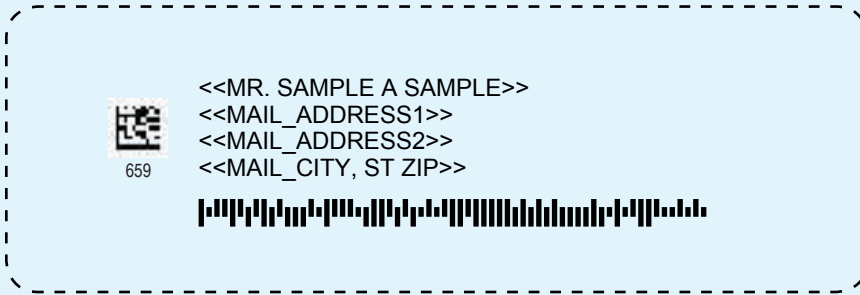 <<MR. SAMPLE A SAMPLE>>
<<MAIL_ADDRESS1>>
<<MAIL_ADDRESS2>>
<<MAIL_CITY, ST ZIP>>
659